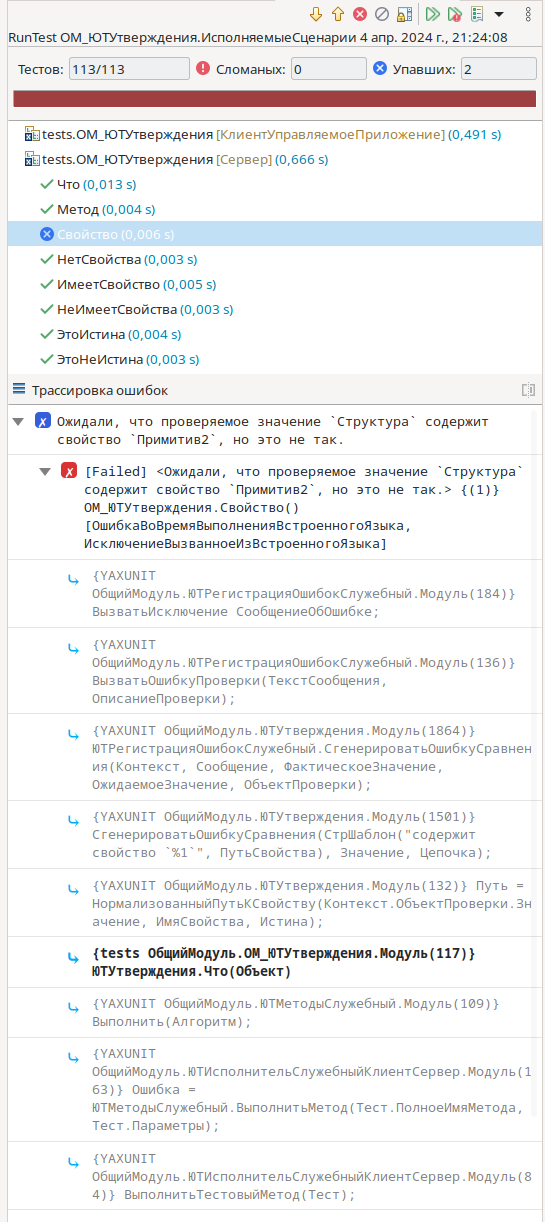 RunTest ОМ_ЮТУтверждения.ИсполняемыеСценарии 4 апр. 2024 г., 21:24:08
Тестов: 113/113 Сломаных: 0 Упавших: 2
tests.ОМ_ЮТУтверждения [КлиентУправляемоеПриложение] (0,491 s)
tests.ОМ_ЮТУтверждения [Сервер] (0,666 s)
Что (0,013 s)
Метод (0,004 s)
Свойство (0,006 s)
НетСвойства (0,003 s)
ИмеетСвойство (0,005 s)
НеИмеетСвойства (0,003 s)
ЭтоИстина (0,004 s)
ЭтоНеИстина (0,003 s)
Трассировка ошибок
Ожидали, что проверяемое значение `Структура` содержит
свойство `Примитив2`, но это не так.
[Failed] <Ожидали, что проверяемое значение `Структура`
содержит свойство `Примитив2`, но это не так.> {(1)}
ОМ_ЮТУтверждения.Свойство()
[ОшибкаВоВремяВыполненияВстроенногоЯзыка,
ИсключениеВызванноеИзВстроенногоЯзыка]
{YAXUNIT
ОбщийМодуль.ЮТРегистрацияОшибокСлужебный.Модуль(184)}
ВызватьИсключение СообщениеОбОшибке;
{YAXUNIT
ОбщийМодуль.ЮТРегистрацияОшибокСлужебный.Модуль(136)}
ВызватьОшибкуПроверки(ТекстСообщения,
ОписаниеПроверки);
{YAXUNIT ОбщийМодуль.ЮТУтверждения.Модуль(1864)}
ЮТРегистрацияОшибокСлужебный.СгенерироватьОшибкуСравнен
ия(Контекст, Сообщение, ФактическоеЗначение,
ОжидаемоеЗначение, ОбъектПроверки);
{YAXUNIT ОбщийМодуль.ЮТУтверждения.Модуль(1501)}
СгенерироватьОшибкуСравнения(СтрШаблон("содержит
свойство `%1`", ПутьСвойства), Значение, Цепочка);
{YAXUNIT ОбщийМодуль.ЮТУтверждения.Модуль(132)} Путь =
НормализованныйПутьКСвойству(Контекст.ОбъектПроверки.Зн
ачение, ИмяСвойства, Истина);
{tests ОбщийМодуль.ОМ_ЮТУтверждения.Модуль(117)}
ЮТУтверждения.Что(Объект)
{YAXUNIT ОбщийМодуль.ЮТМетодыСлужебный.Модуль(109)}
Выполнить(Алгоритм);
{YAXUNIT
ОбщийМодуль.ЮТИсполнительСлужебныйКлиентСервер.Модуль(1
63)} Ошибка =
ЮТМетодыСлужебный.ВыполнитьМетод(Тест.ПолноеИмяМетода,
Тест.Параметры);
{YAXUNIT
ОбщийМодуль.ЮТИсполнительСлужебныйКлиентСервер.Модуль(8
4)} ВыполнитьТестовыйМетод(Тест);